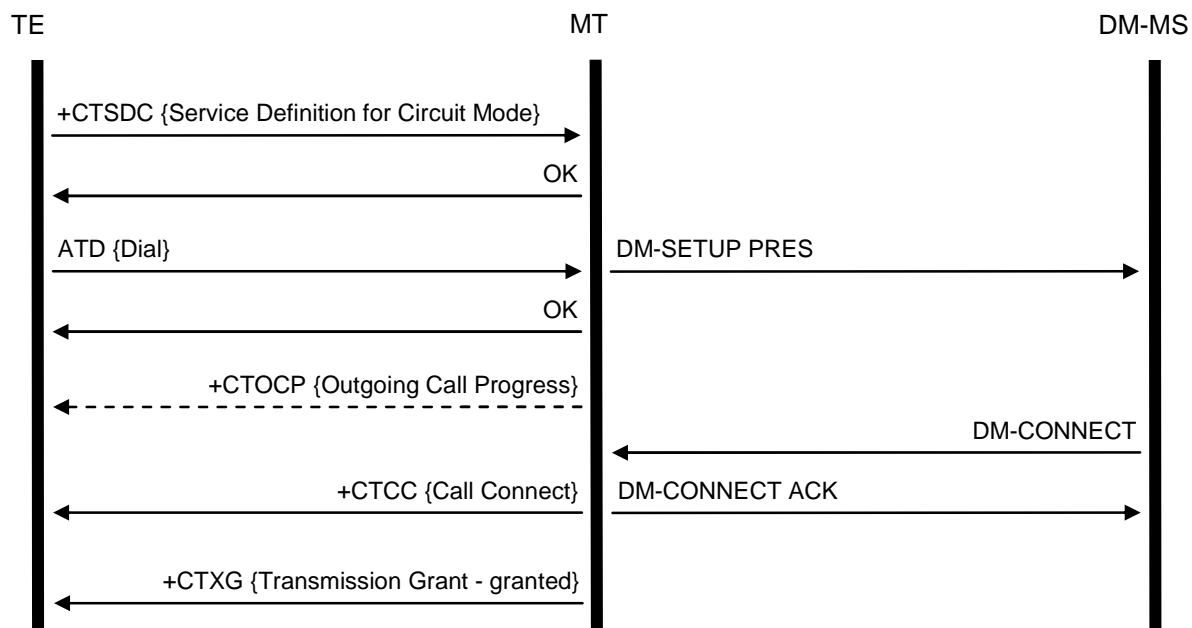 TE
MT
DM-MS
+CTSDC {Service Definition for Circuit Mode}
OK
ATD {Dial}
DM-SETUP PRES
OK
+CTOCP {Outgoing Call Progress}
DM-CONNECT
+CTCC {Call Connect}
DM-CONNECT ACK
+CTXG {Transmission Grant - granted}